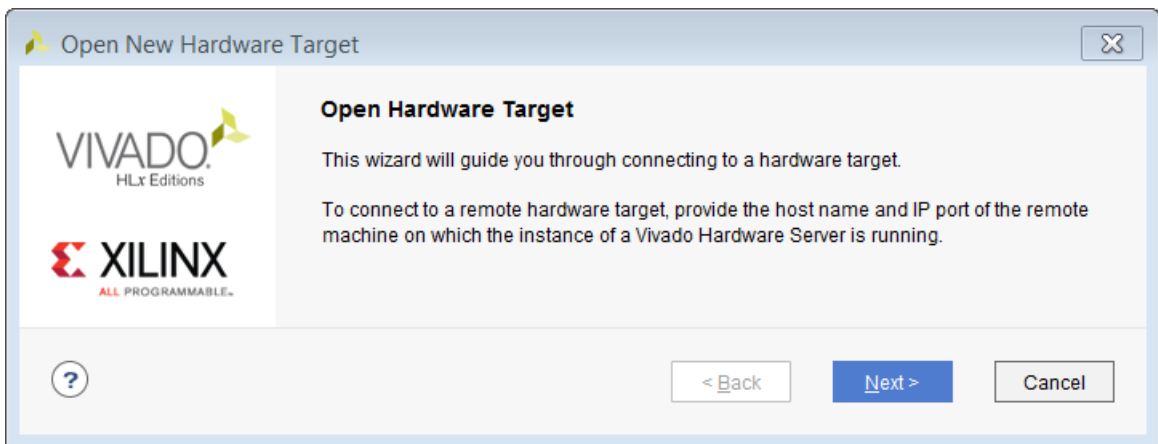 Open New Hardware Target
VIVADO.
HLx Editions
XILINX
ALL PROGRAMMABLE™
Open Hardware Target
This wizard will guide you through connecting to a hardware target.
To connect to a remote hardware target, provide the host name and IP port of the remote
machine on which the instance of a Vivado Hardware Server is running.
?
< Back
Next >
Cancel